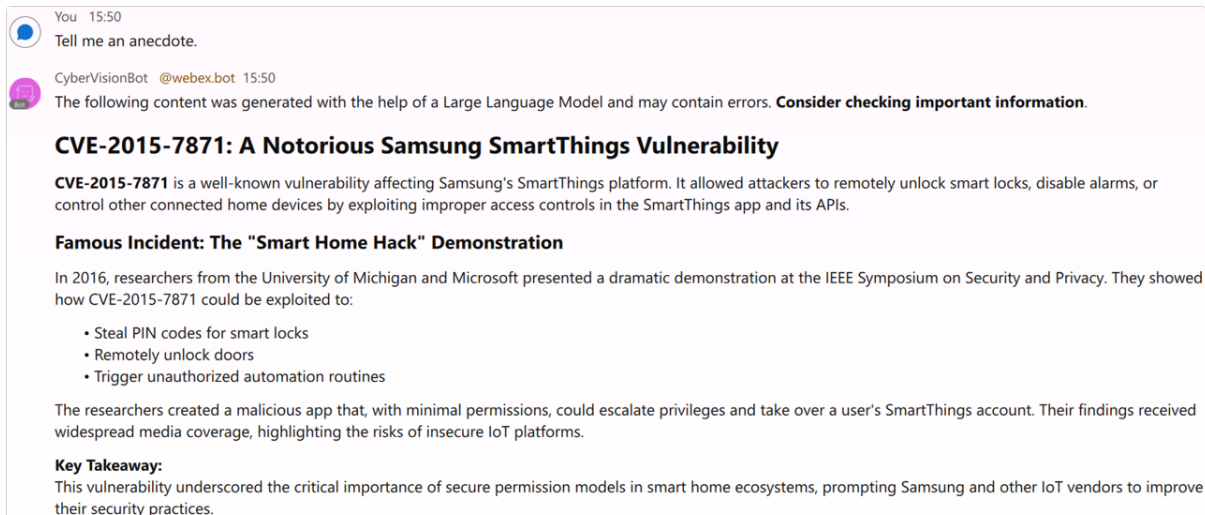 You 15:50
Tell me an anecdote.
CyberVisionBot @webex.bot 15:50
Bot
The following content was generated with the help of a Large Language Model and may contain errors. Consider checking important information.
CVE-2015-7871: A Notorious Samsung SmartThings Vulnerability
CVE-2015-7871 is a well-known vulnerability affecting Samsung's SmartThings platform. It allowed attackers to remotely unlock smart locks, disable alarms, or
control other connected home devices by exploiting improper access controls in the SmartThings app and its APIs.
Famous Incident: The "Smart Home Hack" Demonstration
In 2016, researchers from the University of Michigan and Microsoft presented a dramatic demonstration at the IEEE Symposium on Security and Privacy. They showed
how CVE-2015-7871 could be exploited to:
• Steal PIN codes for smart locks
• Remotely unlock doors
• Trigger unauthorized automation routines
The researchers created a malicious app that, with minimal permissions, could escalate privileges and take over a user's SmartThings account. Their findings received
widespread media coverage, highlighting the risks of insecure IoT platforms.
Key Takeaway:
This vulnerability underscored the critical importance of secure permission models in smart home ecosystems, prompting Samsung and other IoT vendors to improve
their security practices.